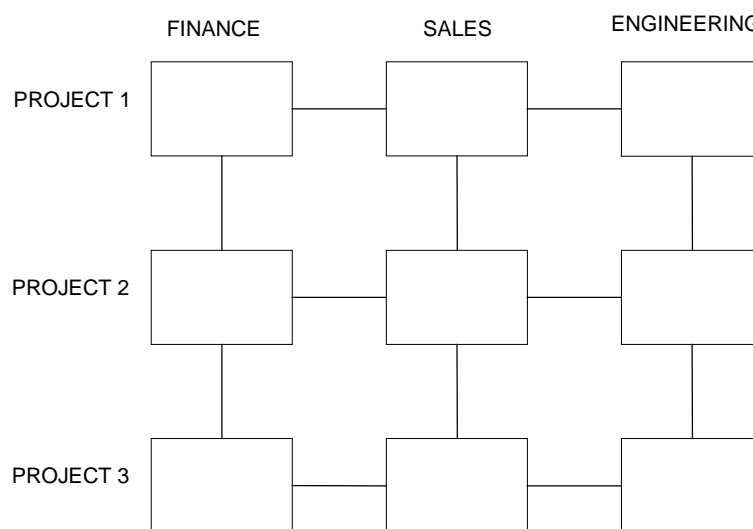 FINANCE SALES ENGINEERING
PROJECT 1
PROJECT 2
PROJECT 3